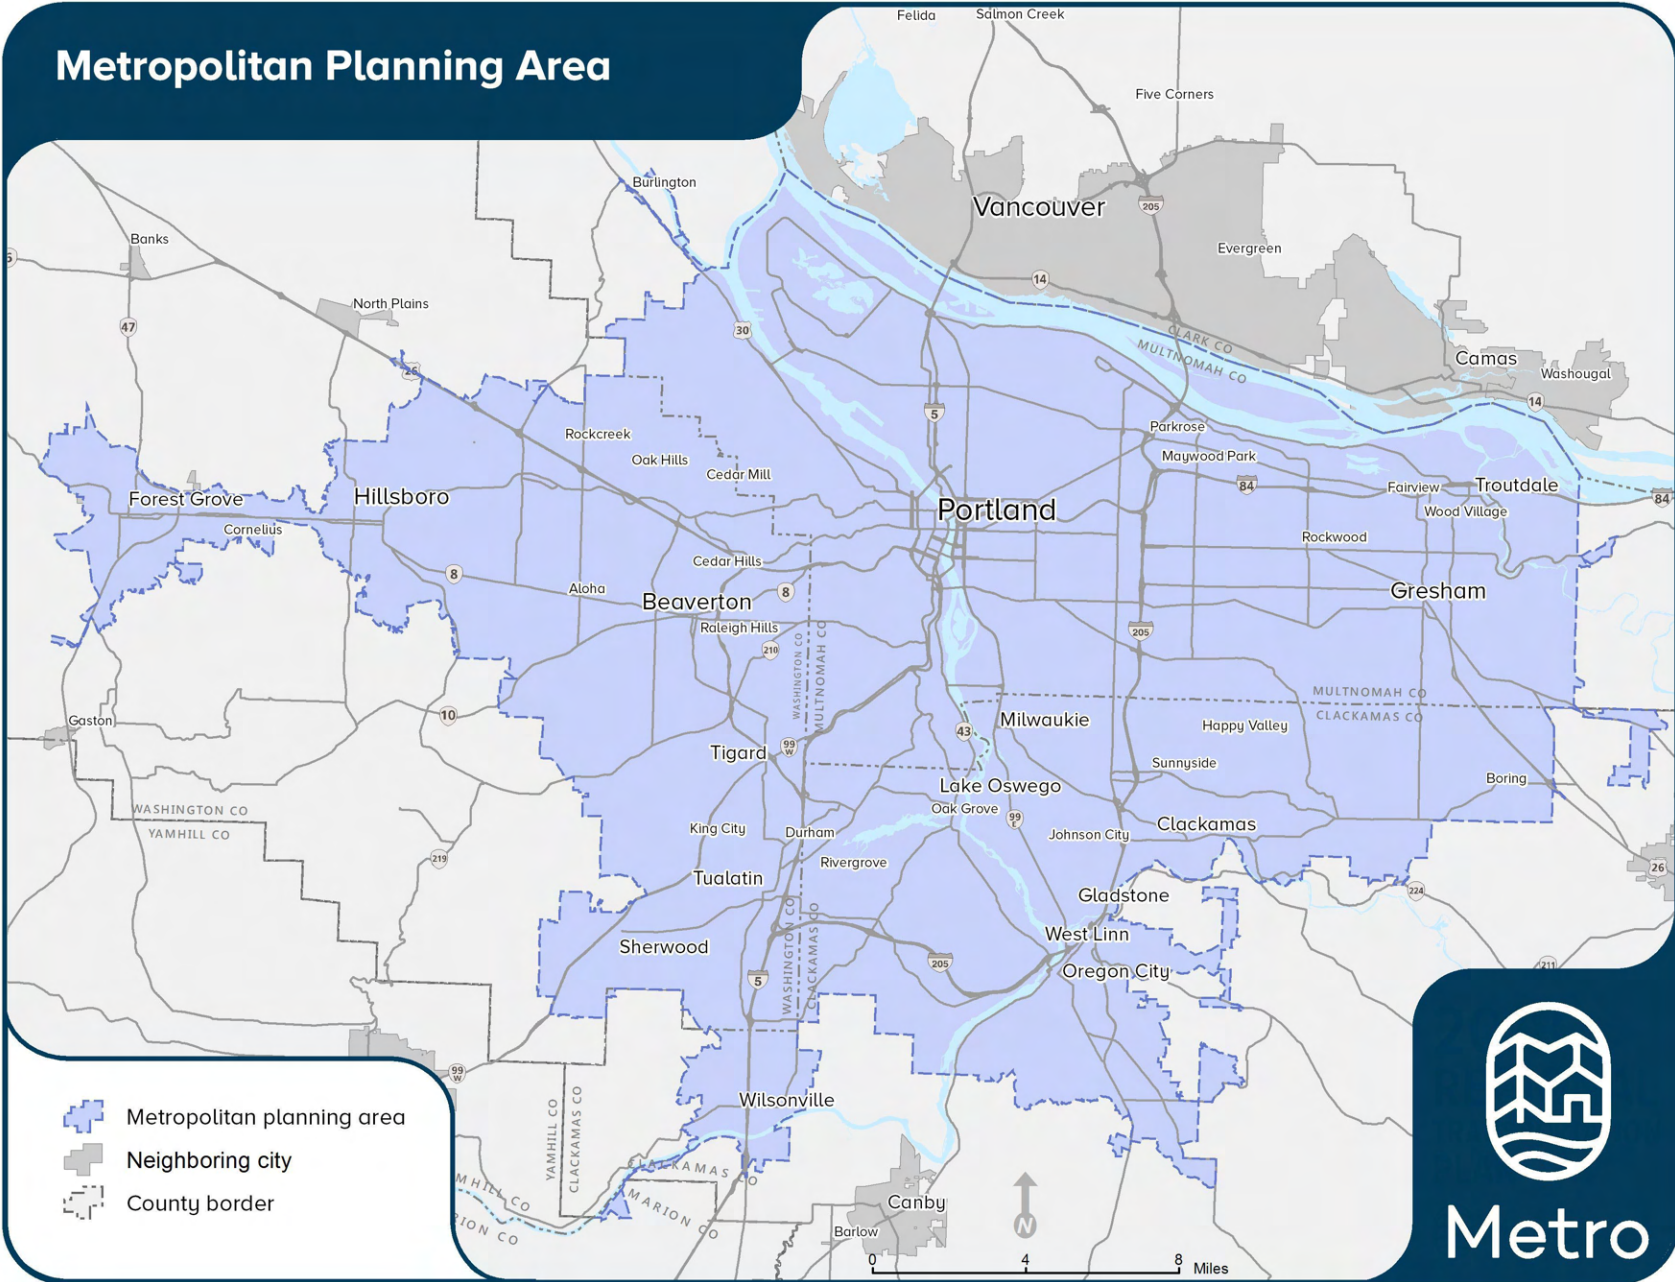 Metropolitan Planning Area
Felida
Salmon Creek
Five Corners
Burlington
Vancouver
205
Banks
Evergreen
14
North Plains
47
30
CLARK CO
MULTNOMAH CO
26
Camas
Washougal
14
5
Parkrose
Rockcreek
Oak Hills
Cedar Mill
Maywood Park
84
Fairview
Troutdale
84
Forest Grove
Hillsboro
Portland
Wood Village
Cornelius
Rockwood
Cedar Hills
8
Aloha
8
Beaverton
Gresham
Raleigh Hills
205
210
WASHINGTON CO
MULTNOMAH CO
MULTNOMAH CO
CLACKAMAS CO
Gaston
10
Milwaukie
Happy Valley
43
99
W
Tigard
Sunnyside
Lake Oswego
Boring
Oak Grove
99
E
WASHINGTON CO
YAMHILL CO
King City
Durham
Johnson City
Clackamas
219
Rivergrove
26
Tualatin
224
Gladstone
West Linn
Sherwood
205
Oregon City
211
5
WASHINGTON CO
CLACKAMAS CO
99
W
Wilsonville
YAMHILL CO
CLACKAMAS CO
CLACKAMAS CO
MARION CO
Canby
Barlow
N
0 4 8
Miles
Metropolitan planning area
Neighboring city
County border
Metro